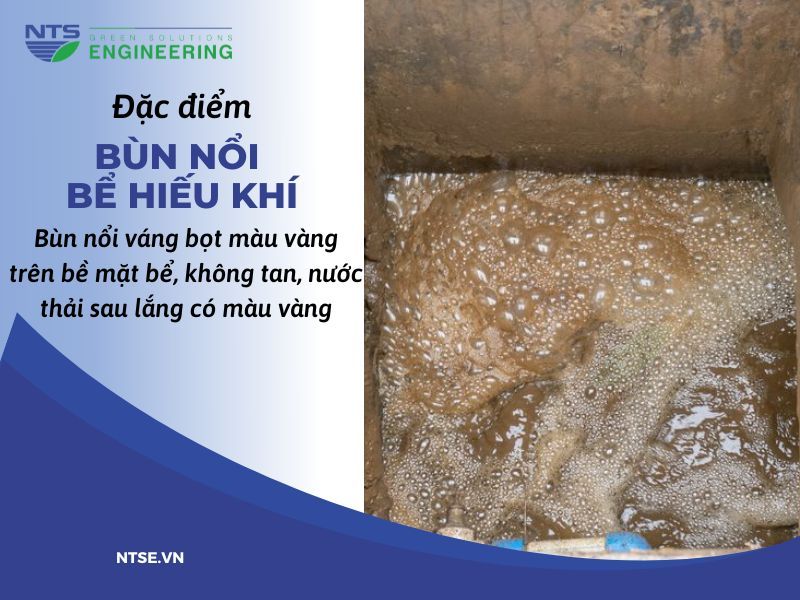 NTS
GREEN SOLUTIONS
ENGINEERING
Đặc điểm
BÙN NỔI
BỂ HIẾU KHÍ
Bùn nổi váng bọt màu vàng
trên bề mặt bể, không tan, nước
thải sau lắng có màu vàng
NTSE.VN